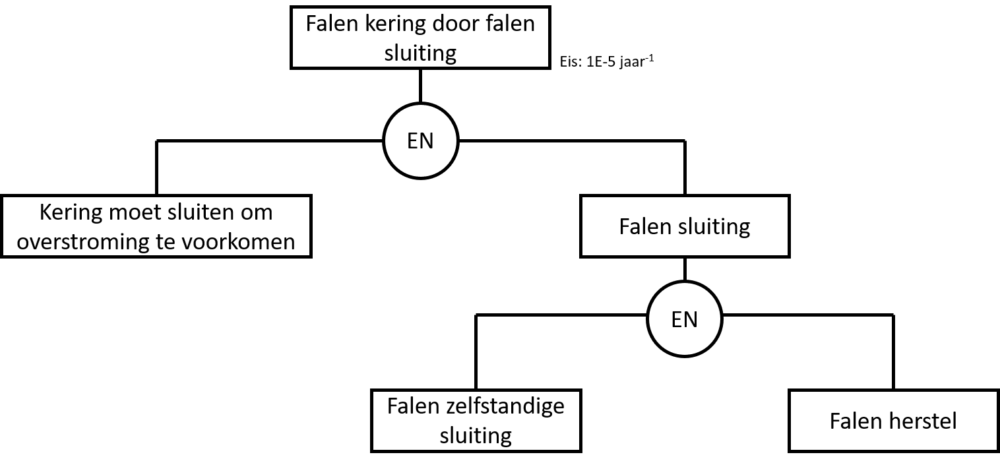 Falen kering door falen
sluiting
Eis: 1E-5 jaar⁻¹
EN
Kering moet sluiten om
overstroming te voorkomen
Falen sluiting
EN
Falen zelfstandige
sluiting
Falen herstel